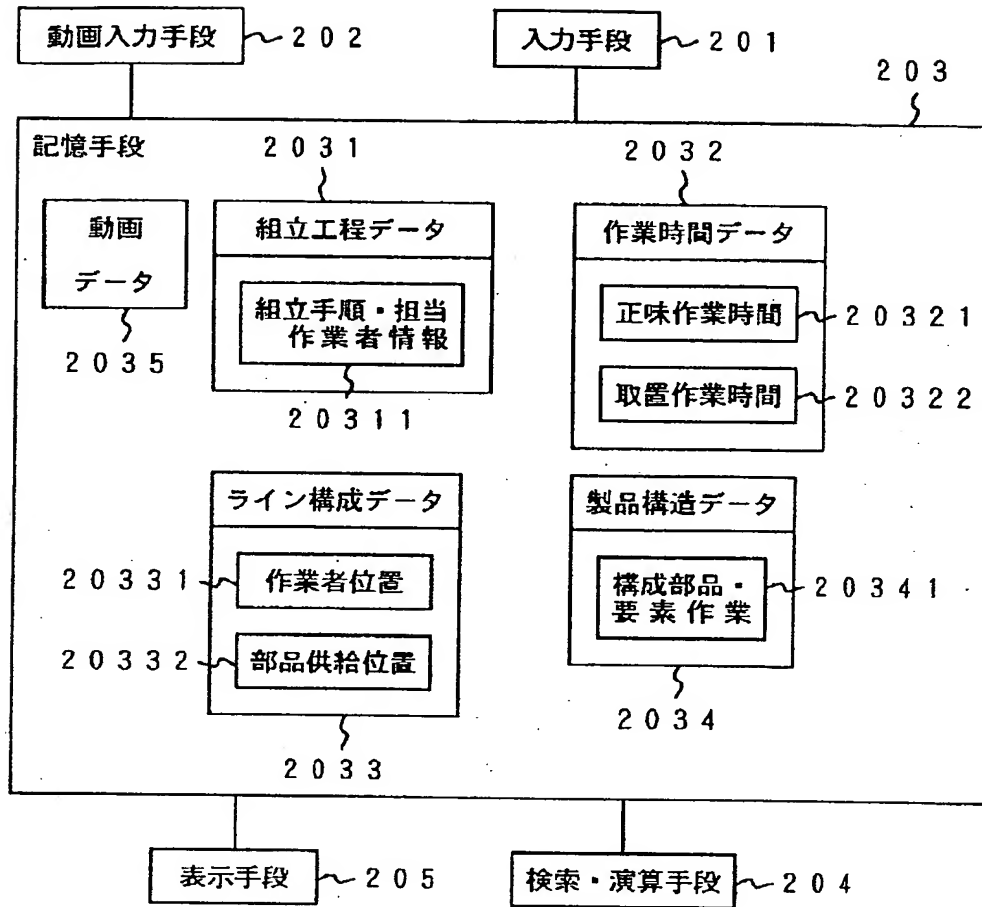 動画入力手段 202
入力手段 201
203
記憶手段
2031
2032
動画
データ
2035
組立工程データ
組立手順・担当
作業者情報
20311
作業時間データ
正味作業時間 20321
取置作業時間 20322
ライン構成データ
20331 作業者位置
20332 部品供給位置
2033
製品構造データ
構成部品・
要素作業
20341
2034
表示手段 205
検索・演算手段 204